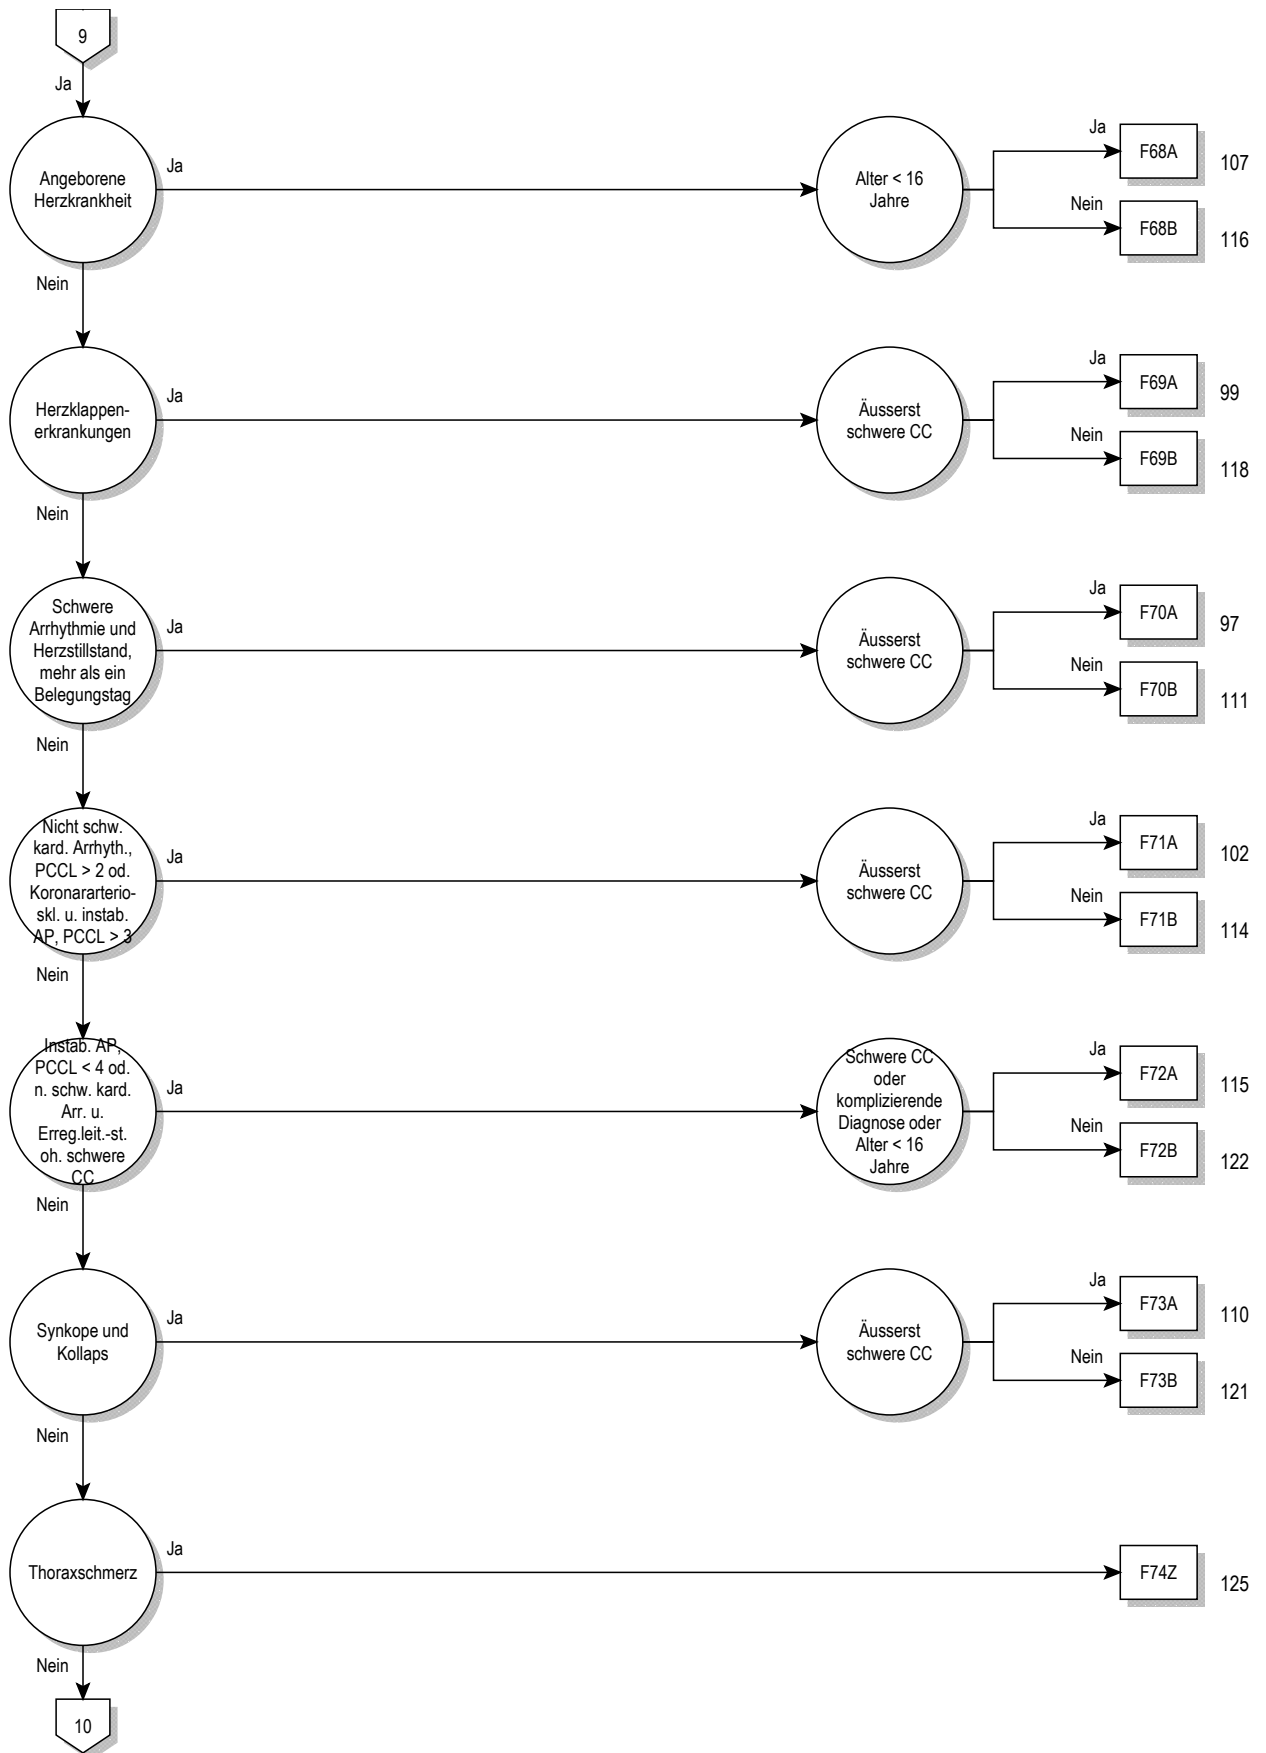 9
Ja
Angeborene
Herzkrankheit
Ja
Alter < 16
Jahre
Ja
F68A
107
Nein
F68B
116
Nein
Herzklappen-
erkrankungen
Ja
Äusserst
schwere CC
Ja
F69A
99
Nein
F69B
118
Nein
Schwere
Arrhythmie und
Herzstillstand,
mehr als ein
Belegungstag
Ja
Äusserst
schwere CC
Ja
F70A
97
Nein
F70B
111
Nein
Nicht schw.
kard. Arrhyth.,
PCCL > 2 od.
Koronararterio-
skl. u. instab.
AP, PCCL > 3
Ja
Äusserst
schwere CC
Ja
F71A
102
Nein
F71B
114
Nein
Instab. AP,
PCCL < 4 od.
n. schw. kard.
Arr. u.
Erreg.leit.-st.
oh. schwere
CC
Ja
Schwere CC
oder
komplizierende
Diagnose oder
Alter < 16
Jahre
Ja
F72A
115
Nein
F72B
122
Nein
Synkope und
Kollaps
Ja
Äusserst
schwere CC
Ja
F73A
110
Nein
F73B
121
Nein
Thoraxschmerz
Ja
F74Z
125
Nein
10